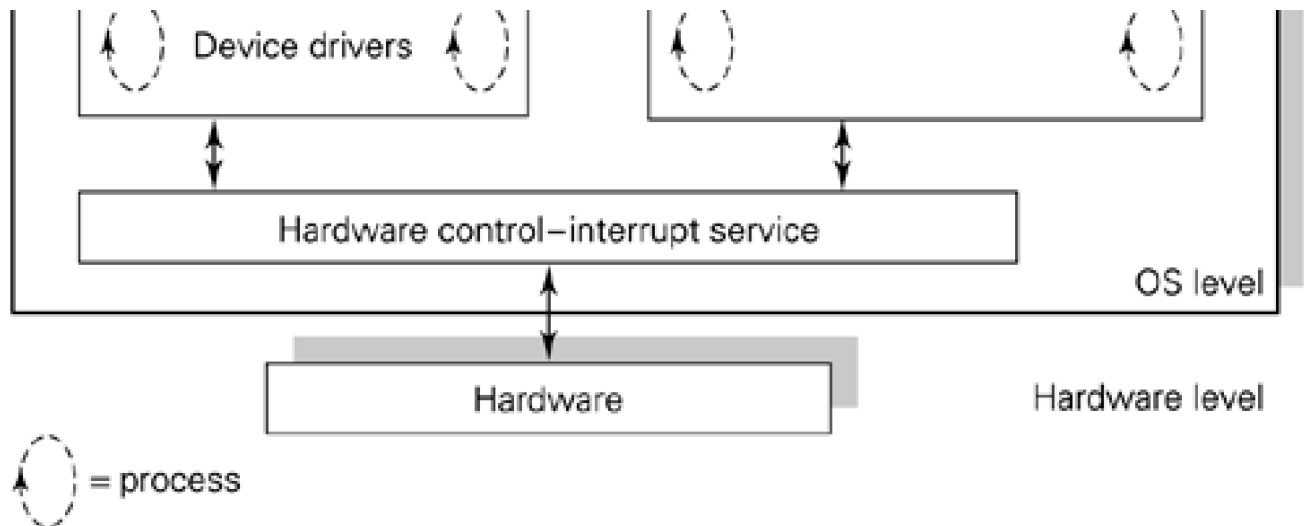 Device drivers
Hardware control–interrupt service
OS level
Hardware
Hardware level
= process